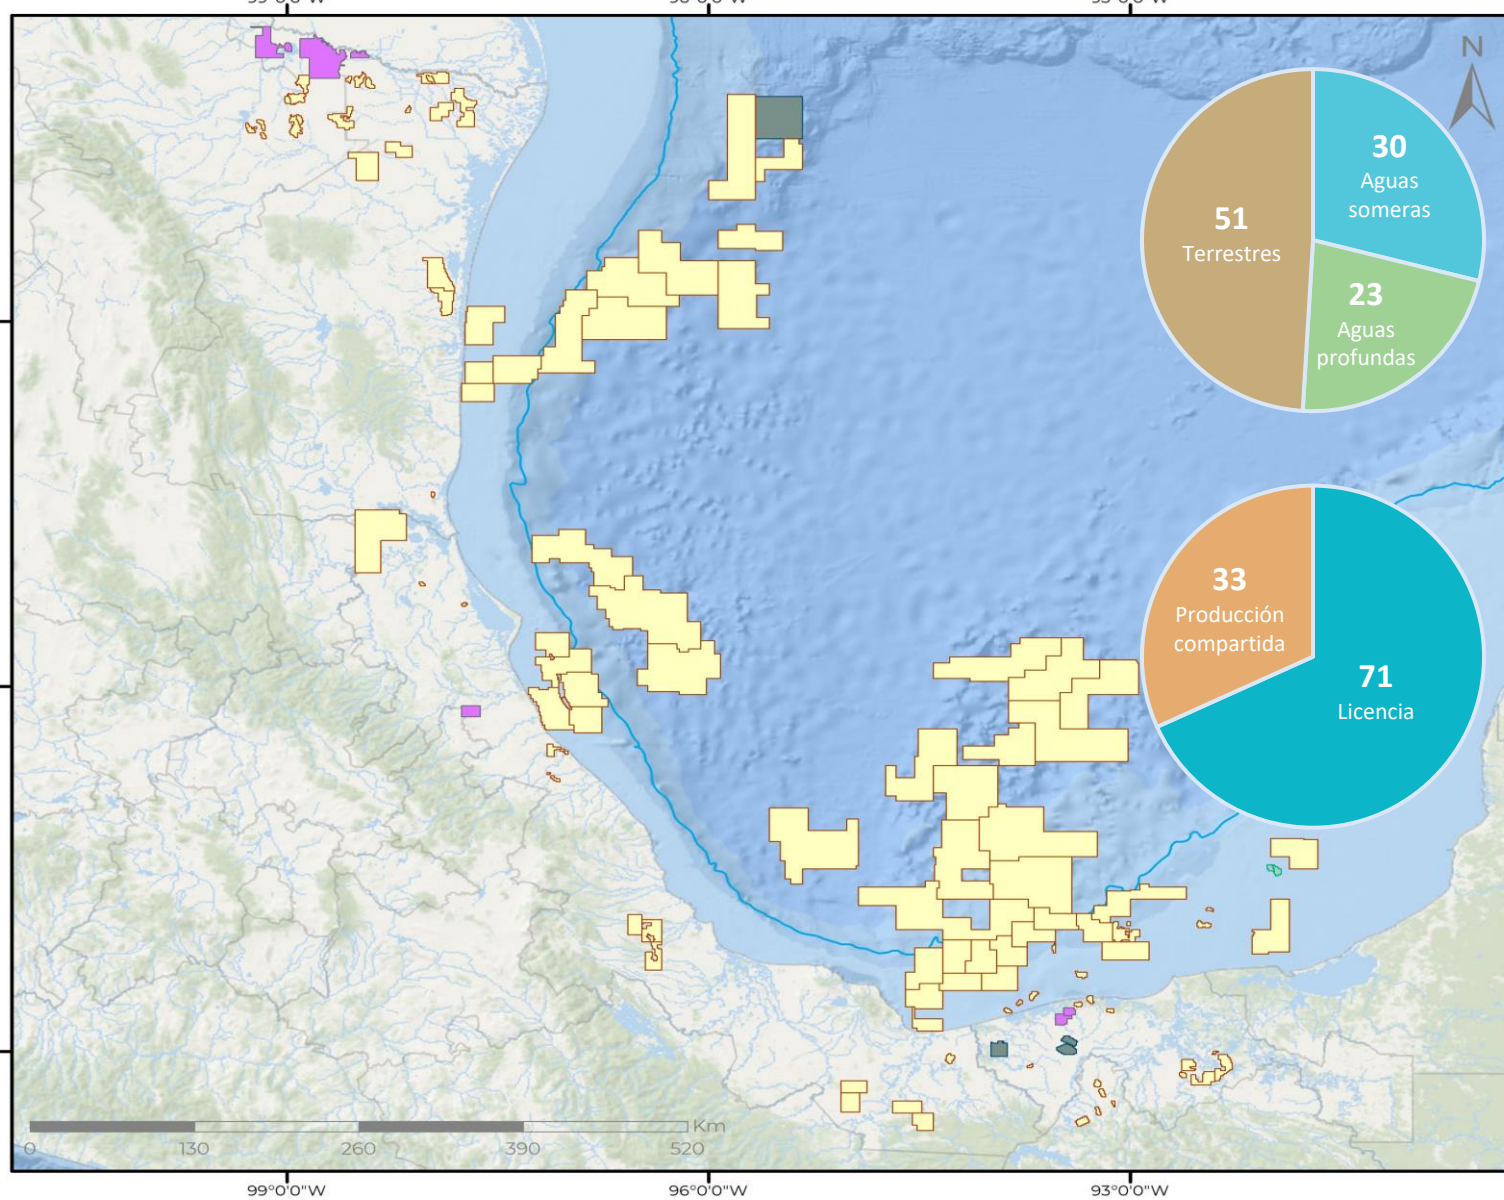 N
30
Aguas
someras
51
Terrestres
23
Aguas
profundas
33
Producción
compartida
71
Licencia
Km
0 130 260 390 520
99°0'0"W 96°0'0"W 93°0'0"W